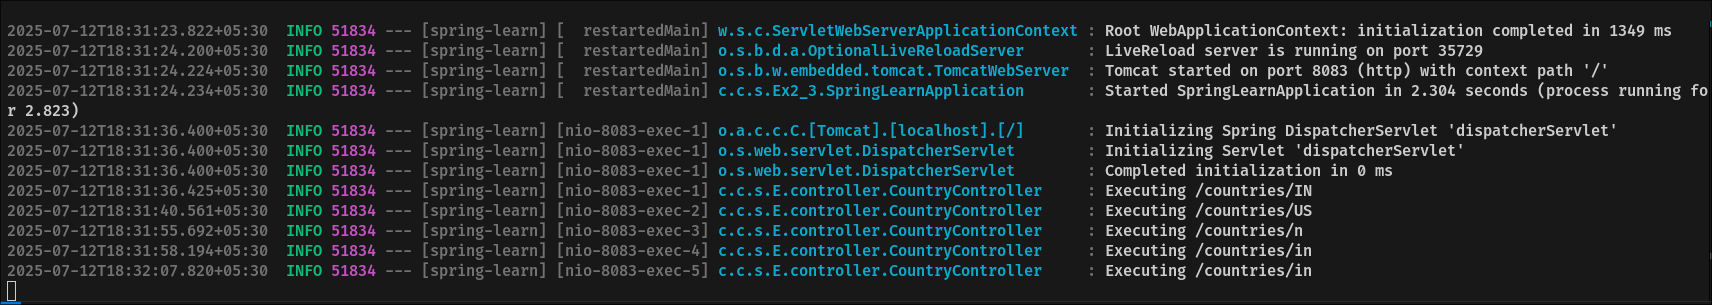 2025-07-12T18:31:23.822+05:30  INFO 51834 --- [spring-learn] [  restartedMain] w.s.c.ServletWebServerApplicationContext : Root WebApplicationContext: initialization completed in 1349 ms
2025-07-12T18:31:24.200+05:30  INFO 51834 --- [spring-learn] [  restartedMain] o.s.b.d.a.OptionalLiveReloadServer       : LiveReload server is running on port 35729
2025-07-12T18:31:24.224+05:30  INFO 51834 --- [spring-learn] [  restartedMain] o.s.b.w.embedded.tomcat.TomcatWebServer  : Tomcat started on port 8083 (http) with context path '/'
2025-07-12T18:31:24.234+05:30  INFO 51834 --- [spring-learn] [  restartedMain] c.c.s.Ex2_3.SpringLearnApplication       : Started SpringLearnApplication in 2.304 seconds (process running fo
r 2.823)
2025-07-12T18:31:36.400+05:30  INFO 51834 --- [spring-learn] [nio-8083-exec-1] o.a.c.c.C.[Tomcat].[localhost].[/]       : Initializing Spring DispatcherServlet 'dispatcherServlet'
2025-07-12T18:31:36.400+05:30  INFO 51834 --- [spring-learn] [nio-8083-exec-1] o.s.web.servlet.DispatcherServlet        : Initializing Servlet 'dispatcherServlet'
2025-07-12T18:31:36.400+05:30  INFO 51834 --- [spring-learn] [nio-8083-exec-1] o.s.web.servlet.DispatcherServlet        : Completed initialization in 0 ms
2025-07-12T18:31:36.425+05:30  INFO 51834 --- [spring-learn] [nio-8083-exec-1] c.c.s.E.controller.CountryController     : Executing /countries/IN
2025-07-12T18:31:40.561+05:30  INFO 51834 --- [spring-learn] [nio-8083-exec-2] c.c.s.E.controller.CountryController     : Executing /countries/US
2025-07-12T18:31:55.692+05:30  INFO 51834 --- [spring-learn] [nio-8083-exec-3] c.c.s.E.controller.CountryController     : Executing /countries/n
2025-07-12T18:31:58.194+05:30  INFO 51834 --- [spring-learn] [nio-8083-exec-4] c.c.s.E.controller.CountryController     : Executing /countries/in
2025-07-12T18:32:07.820+05:30  INFO 51834 --- [spring-learn] [nio-8083-exec-5] c.c.s.E.controller.CountryController     : Executing /countries/in